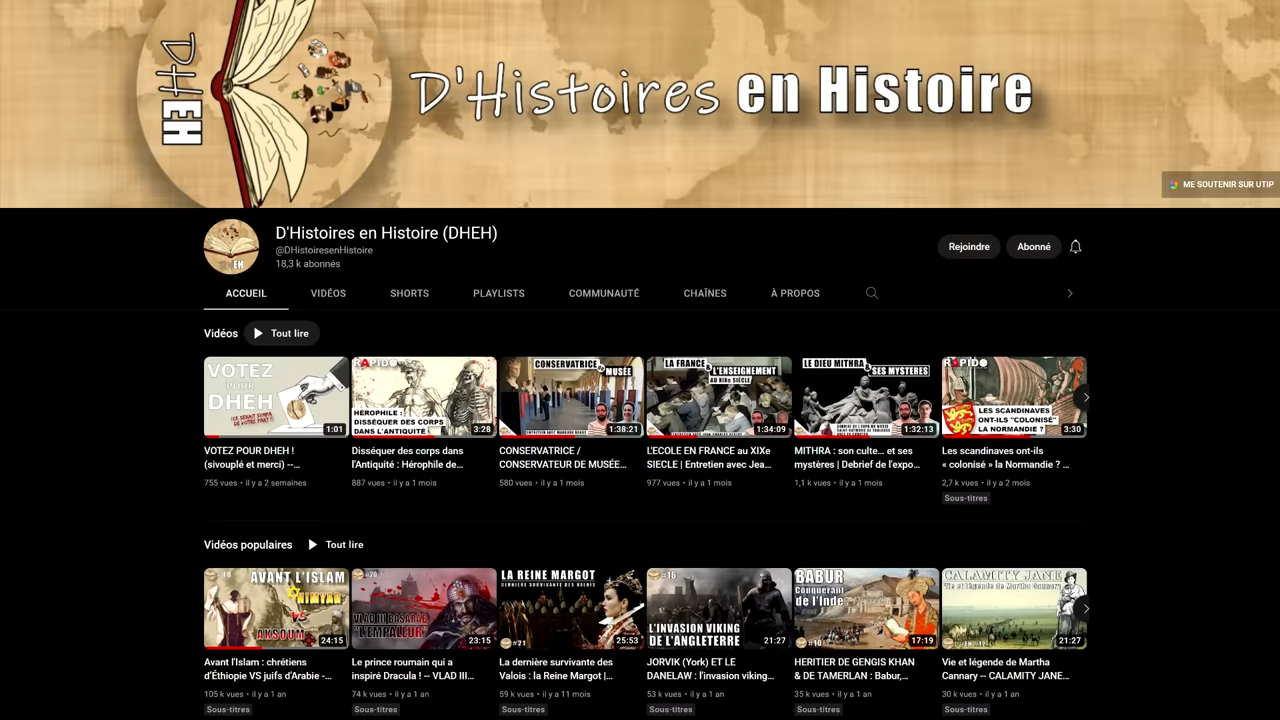 DH
EH
D'Histoires en Histoire
ME SOUTENIR SUR UTIP
D'Histoires en Histoire (DHEH)
@DHistoiresenHistoire
18,3 k abonnés
Rejoindre
Abonné
ACCUEIL
VIDÉOS
SHORTS
PLAYLISTS
COMMUNAUTÉ
CHAÎNES
À PROPOS
Vidéos
Tout lire
VOTEZ
POUR
DHEH
1:01
VOTEZ POUR DHEH !
(sivouplé et merci) --...
755 vues • il y a 2 semaines
RAPIDO
HÉROPHILE :
DISSÉQUER DES CORPS
DANS L'ANTIQUITÉ
3:28
Disséquer des corps dans
l'Antiquité : Hérophile de...
887 vues • il y a 1 mois
CONSERVATRICE
MUSÉE
1:38:21
CONSERVATRICE /
CONSERVATEUR DE MUSÉE...
580 vues • il y a 1 mois
LA FRANCE
&
L'ENSEIGNEMENT
AU XIXe SIÈCLE
1:34:09
L'ECOLE EN FRANCE au XIXe
SIECLE | Entretien avec Jea...
977 vues • il y a 1 mois
LE DIEU MITHRA
&
SES MYSTERES
1:32:13
MITHRA : son culte... et ses
mystères | Debrief de l'expo...
1,1 k vues • il y a 1 mois
RAPIDO
LES SCANDINAVES
ONT-ILS "COLONISÉ"
LA NORMANDIE ?
3:30
Les scandinaves ont-ils
« colonisé » la Normandie ? ...
2,7 k vues • il y a 2 mois
Sous-titres
Vidéos populaires
Tout lire
AVANT L'ISLAM
HIMYAR
VS
AKSOUM
24:15
Avant l'Islam : chrétiens
d'Éthiopie VS juifs d'Arabie -...
105 k vues • il y a 1 an
Sous-titres
#20
VLAD III BASARAB
"L'EMPALEUR"
23:15
Le prince roumain qui a
inspiré Dracula ! -- VLAD III...
74 k vues • il y a 1 an
Sous-titres
LA REINE MARGOT
DERNIÈRE SURVIVANTE DES VALOIS
#21
25:53
La dernière survivante des
Valois : la Reine Margot |...
59 k vues • il y a 11 mois
Sous-titres
#16
L'INVASION VIKING
DE L'ANGLETERRE
21:27
JORVIK (York) ET LE
DANELAW : l'invasion viking...
53 k vues • il y a 1 an
Sous-titres
BABUR
Conquérant
de l'Inde
#10
17:19
HERITIER DE GENGIS KHAN
& DE TAMERLAN : Babur,...
35 k vues • il y a 1 an
Sous-titres
CALAMITY JANE
Vie et légende de Martha Cannary
21:27
Vie et légende de Martha
Cannary -- CALAMITY JANE...
30 k vues • il y a 1 an
Sous-titres